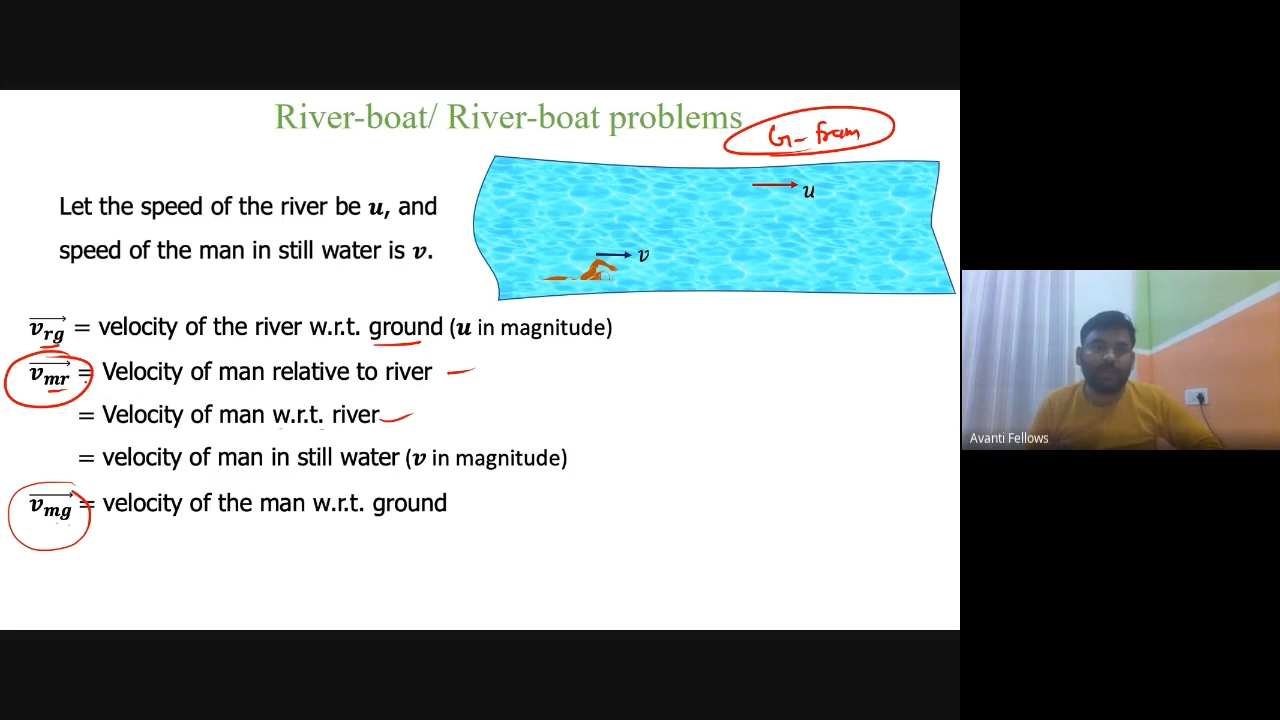 River-boat/ River-boat problems
G-fram
u
Let the speed of the river be u, and
speed of the man in still water is v.
v
v_rg = velocity of the river w.r.t. ground (u in magnitude)
v_mr = Velocity of man relative to river
= Velocity of man w.r.t. river
= velocity of man in still water (v in magnitude)
v_mg = velocity of the man w.r.t. ground
Avanti Fellows